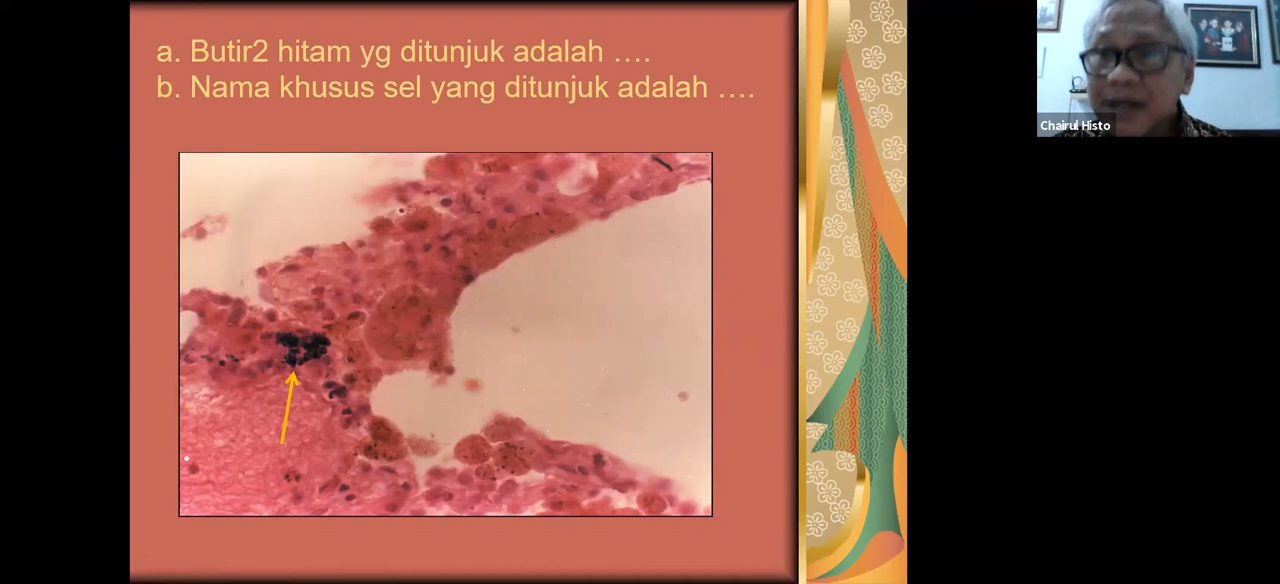 a. Butir2 hitam yg ditunjuk adalah ....
b. Nama khusus sel yang ditunjuk adalah ....
Chairul Histo